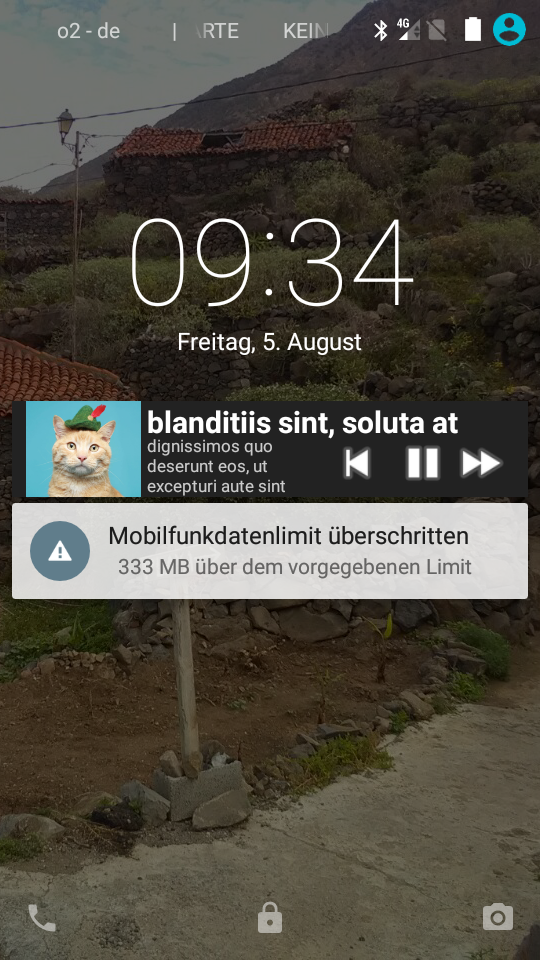 o2 - de | ARTE KEIN
4G
09:34
Freitag, 5. August
blanditiis sint, soluta at
dignissimos quo
deserunt eos, ut
excepturi aute sint
Mobilfunkdatenlimit überschritten
333 MB über dem vorgegebenen Limit